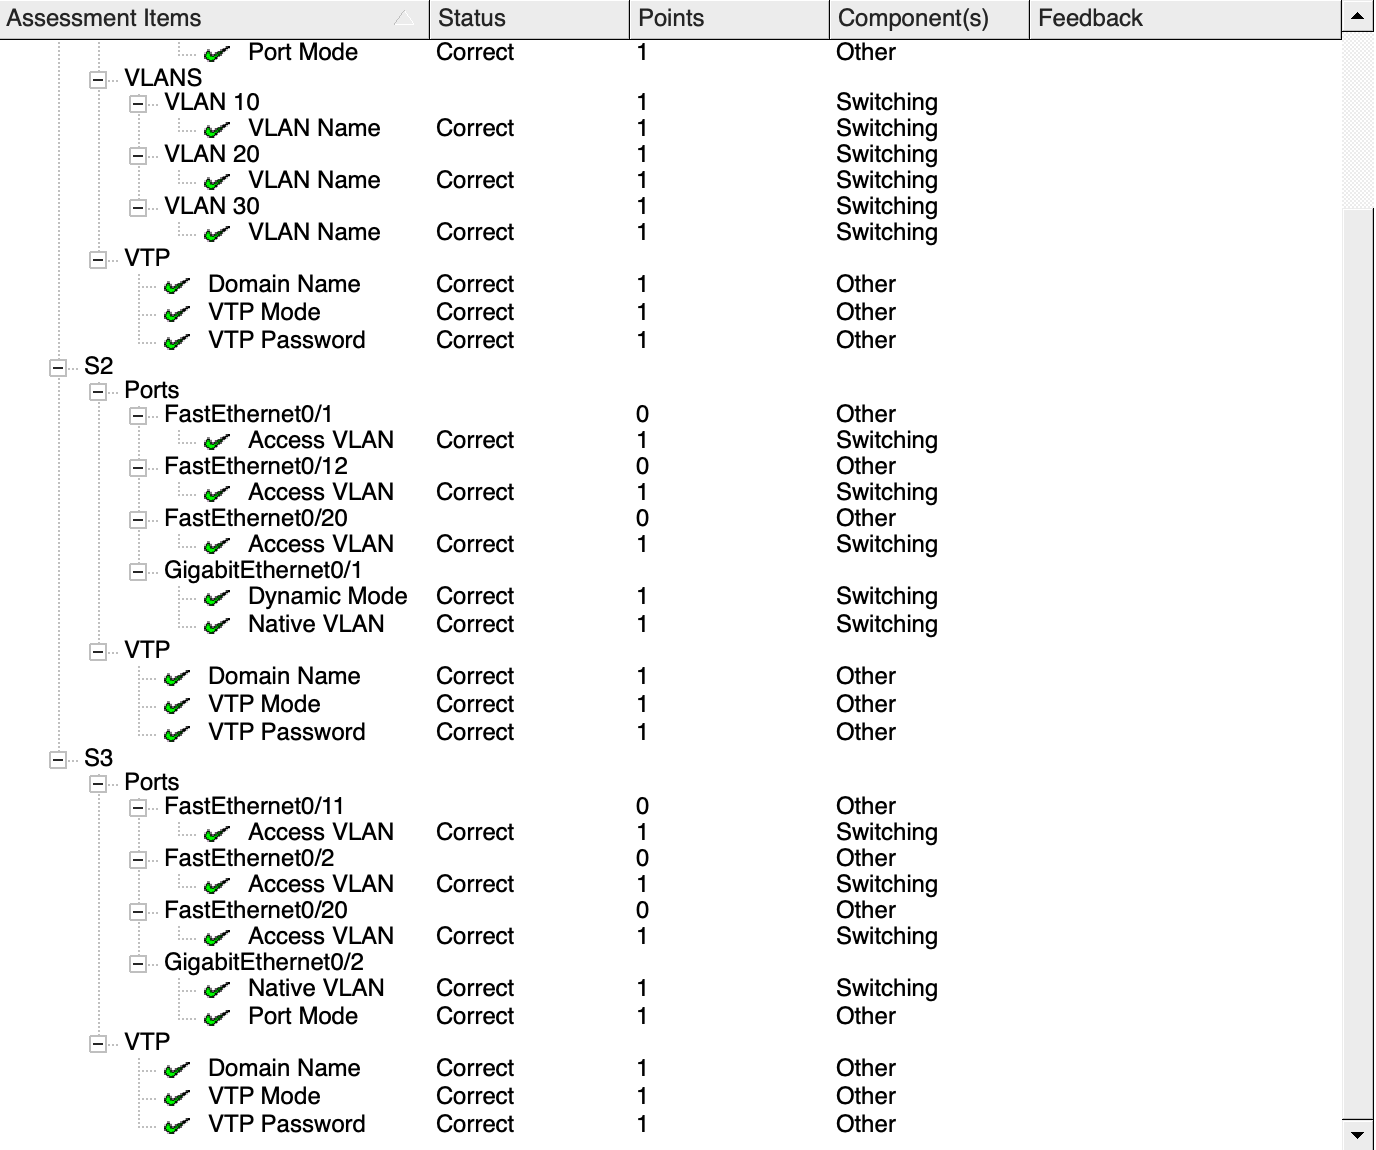 Assessment Items Status Points Component(s) Feedback
Port Mode Correct 1 Other
VLANS
VLAN 10 1 Switching
VLAN Name Correct 1 Switching
VLAN 20 1 Switching
VLAN Name Correct 1 Switching
VLAN 30 1 Switching
VLAN Name Correct 1 Switching
VTP
Domain Name Correct 1 Other
VTP Mode Correct 1 Other
VTP Password Correct 1 Other
S2
Ports
FastEthernet0/1 0 Other
Access VLAN Correct 1 Switching
FastEthernet0/12 0 Other
Access VLAN Correct 1 Switching
FastEthernet0/20 0 Other
Access VLAN Correct 1 Switching
GigabitEthernet0/1
Dynamic Mode Correct 1 Switching
Native VLAN Correct 1 Switching
VTP
Domain Name Correct 1 Other
VTP Mode Correct 1 Other
VTP Password Correct 1 Other
S3
Ports
FastEthernet0/11 0 Other
Access VLAN Correct 1 Switching
FastEthernet0/2 0 Other
Access VLAN Correct 1 Switching
FastEthernet0/20 0 Other
Access VLAN Correct 1 Switching
GigabitEthernet0/2
Native VLAN Correct 1 Switching
Port Mode Correct 1 Other
VTP
Domain Name Correct 1 Other
VTP Mode Correct 1 Other
VTP Password Correct 1 Other